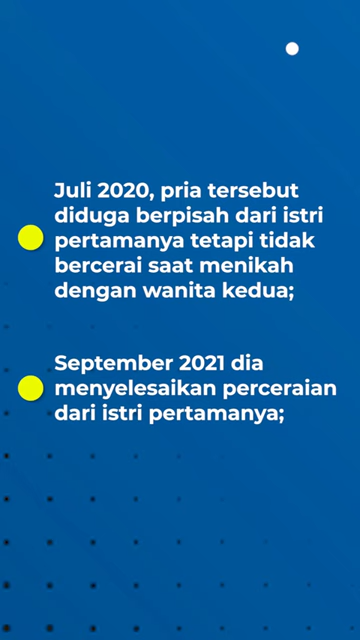 Juli 2020, pria tersebut
diduga berpisah dari istri
pertamanya tetapi tidak
bercerai saat menikah
dengan wanita kedua;
September 2021 dia
menyelesaikan perceraian
dari istri pertamanya;